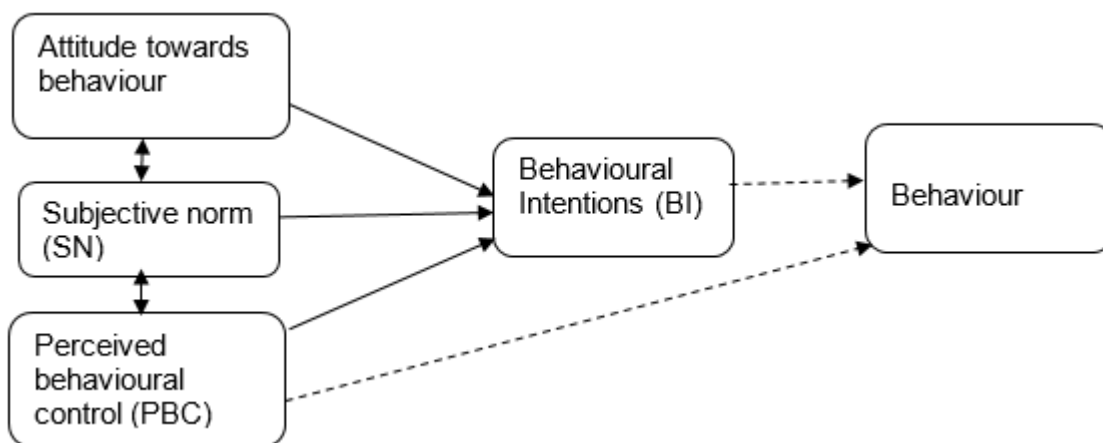 Attitude towards
behaviour
Subjective norm
(SN)
Perceived
behavioural
control (PBC)
Behavioural
Intentions (BI)
Behaviour